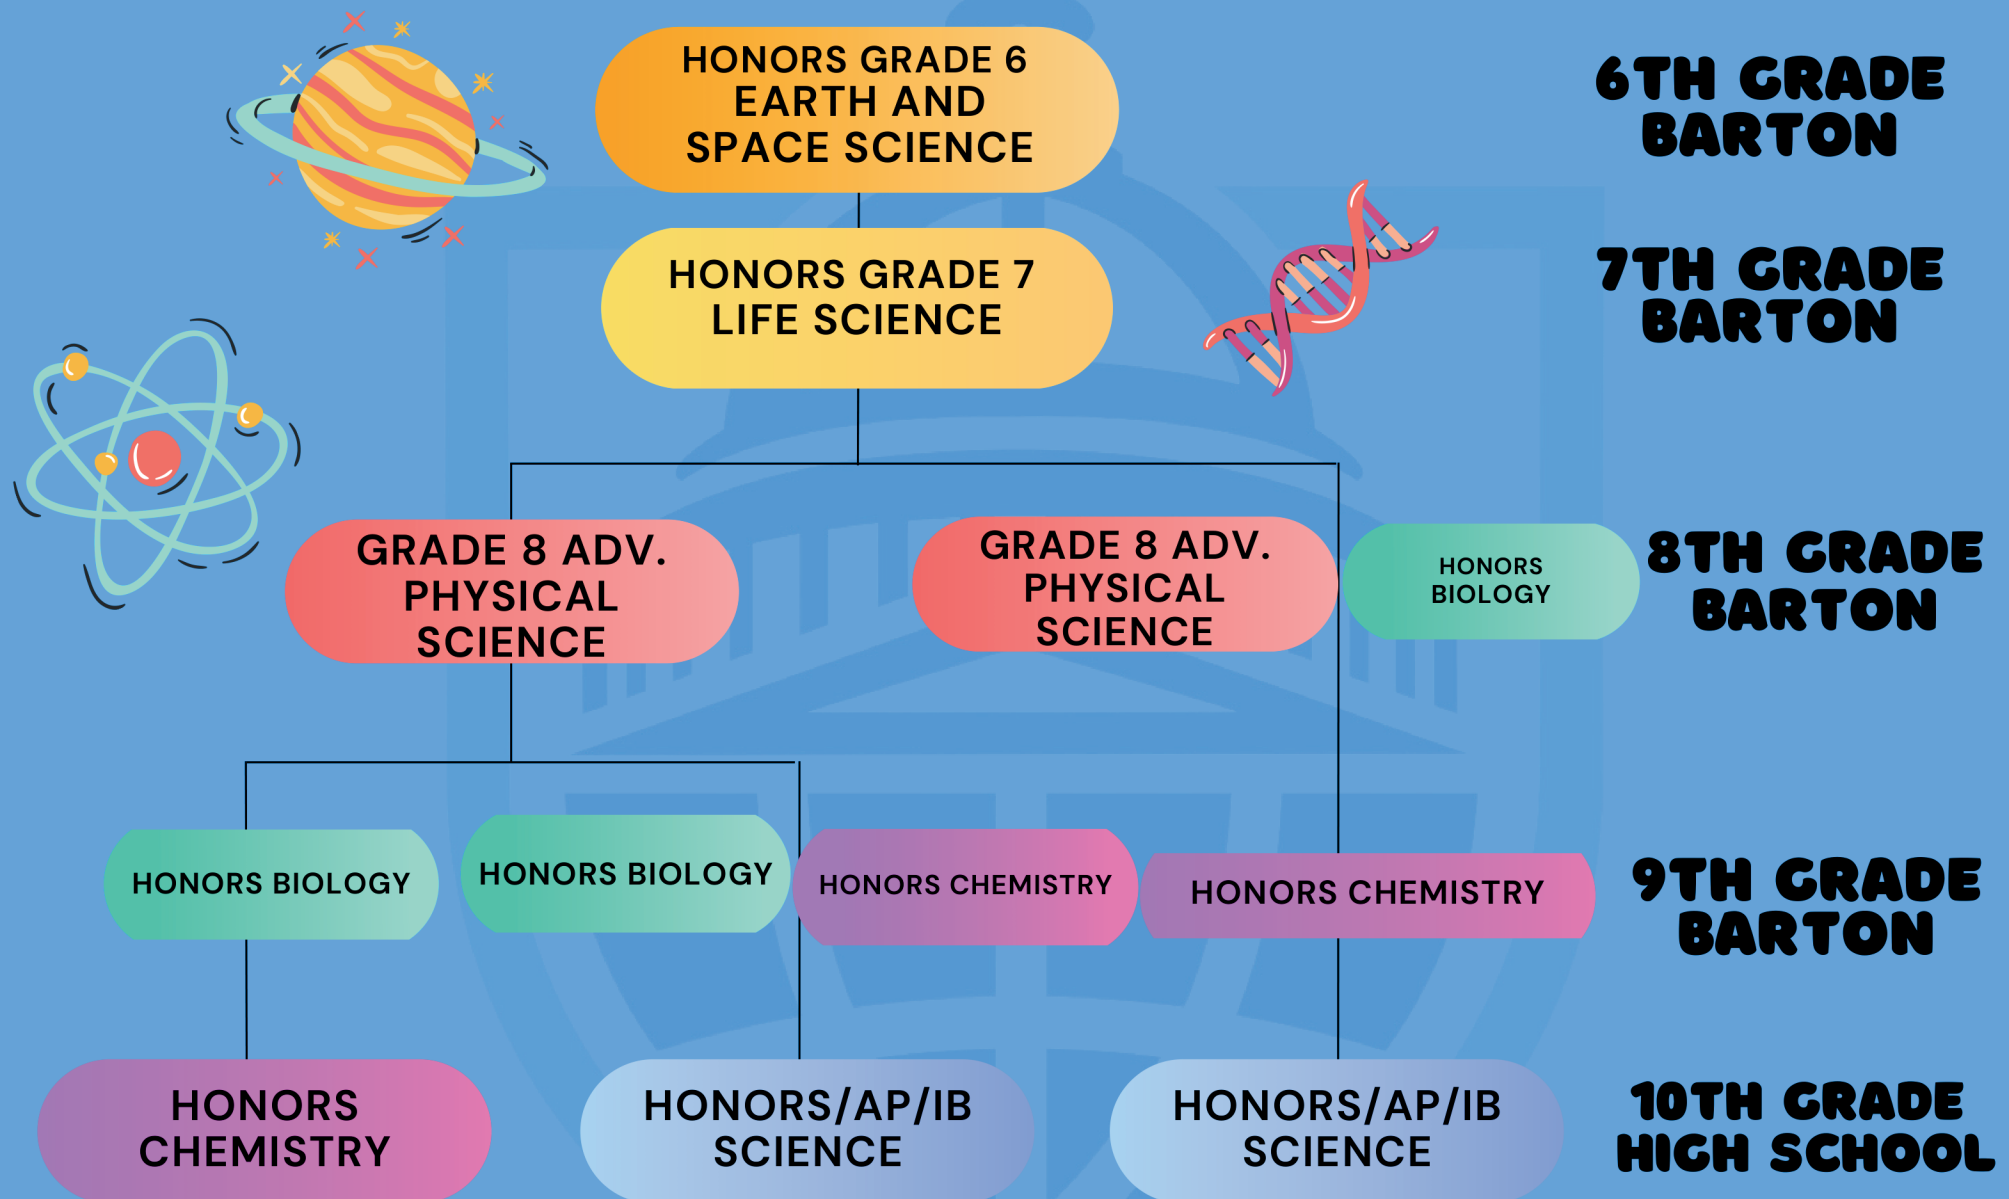 HONORS GRADE 6
EARTH AND
SPACE SCIENCE
6TH GRADE
BARTON
HONORS GRADE 7
LIFE SCIENCE
7TH GRADE
BARTON
GRADE 8 ADV.
PHYSICAL
SCIENCE
GRADE 8 ADV.
PHYSICAL
SCIENCE
HONORS
BIOLOGY
8TH GRADE
BARTON
HONORS BIOLOGY
HONORS BIOLOGY
HONORS CHEMISTRY
HONORS CHEMISTRY
9TH GRADE
BARTON
HONORS
CHEMISTRY
HONORS/AP/IB
SCIENCE
HONORS/AP/IB
SCIENCE
10TH GRADE
HIGH SCHOOL